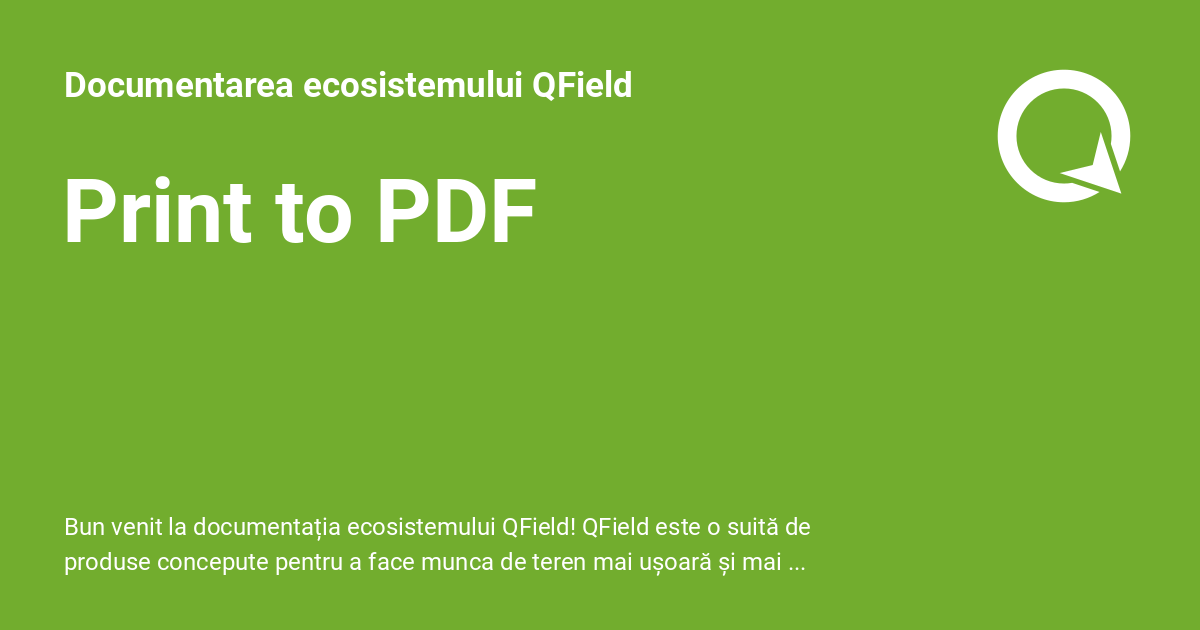 Documentarea ecosistemului QField
Print to PDF
Bun venit la documentația ecosistemului QField! QField este o suită de
produse concepute pentru a face munca de teren mai ușoară și mai ...